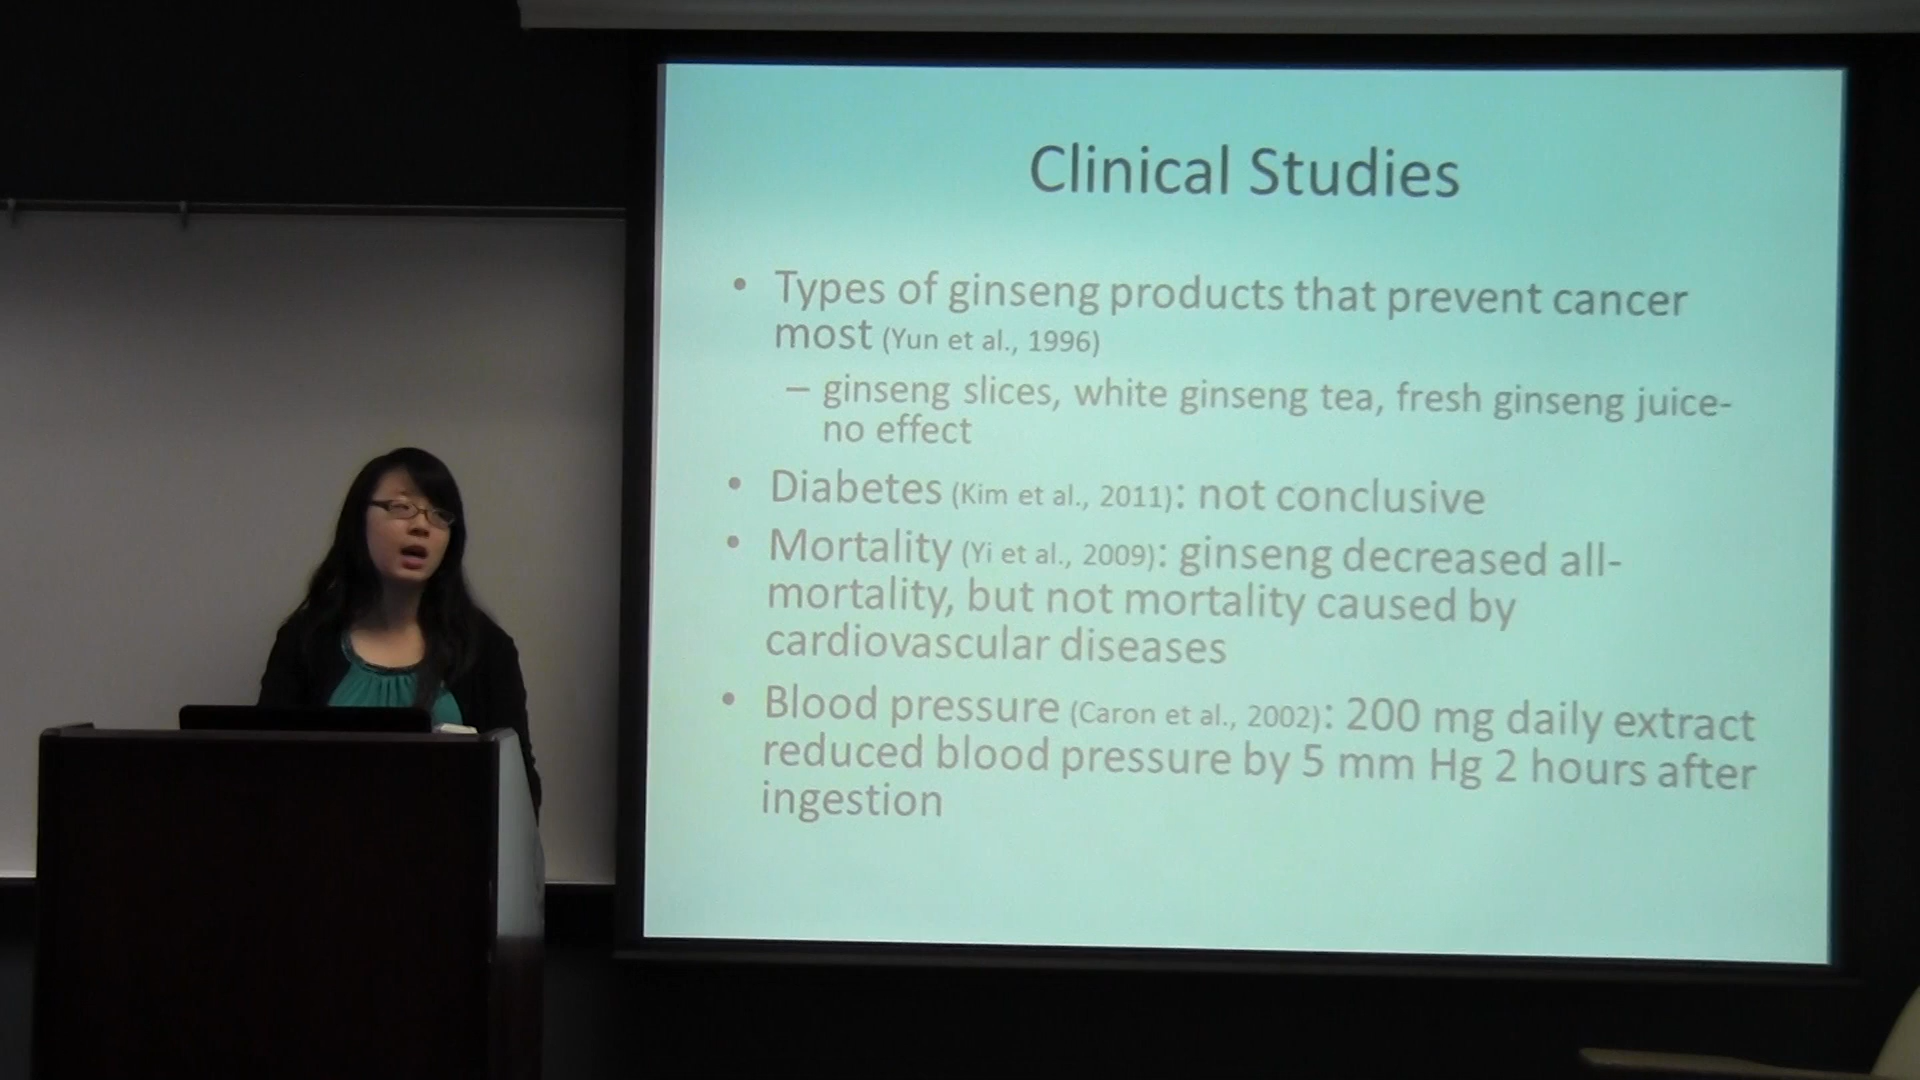 Clinical Studies
• Types of ginseng products that prevent cancer
most (Yun et al., 1996)
– ginseng slices, white ginseng tea, fresh ginseng juice-
no effect
• Diabetes (Kim et al., 2011): not conclusive
• Mortality (Yi et al., 2009): ginseng decreased all-
mortality, but not mortality caused by
cardiovascular diseases
• Blood pressure (Caron et al., 2002): 200 mg daily extract
reduced blood pressure by 5 mm Hg 2 hours after
ingestion